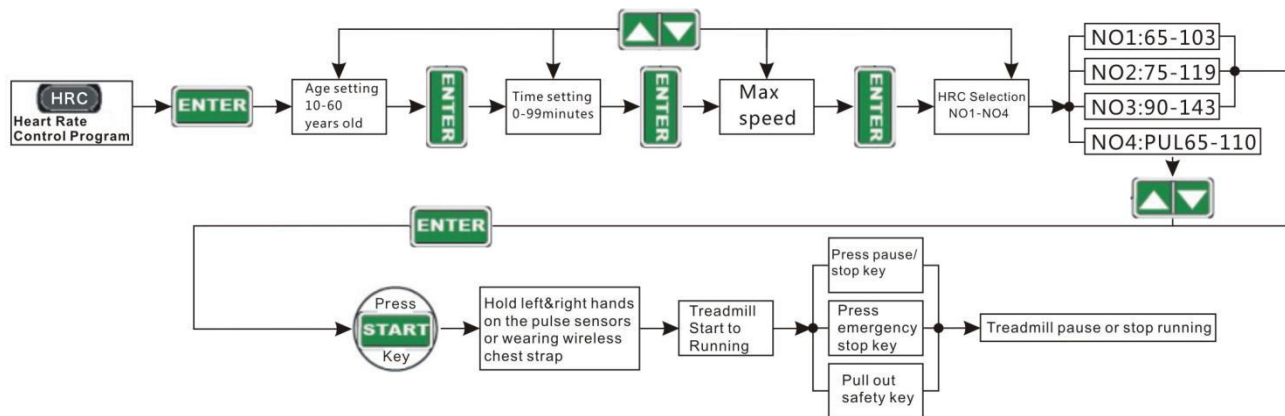 HRC
Heart Rate
Control Program
ENTER
Age setting
10-60
years old
ENTER
Time setting
0-99minutes
ENTER
Max
speed
ENTER
HRC Selection
NO1-NO4
NO1:65-103
NO2:75-119
NO3:90-143
NO4:PUL65-110
ENTER
Press
START
Key
Hold left&right hands
on the pulse sensors
or wearing wireless
chest strap
Treadmill
Start to
Running
Press pause/
stop key
Press
emergency
stop key
Pull out
safety key
Treadmill pause or stop running